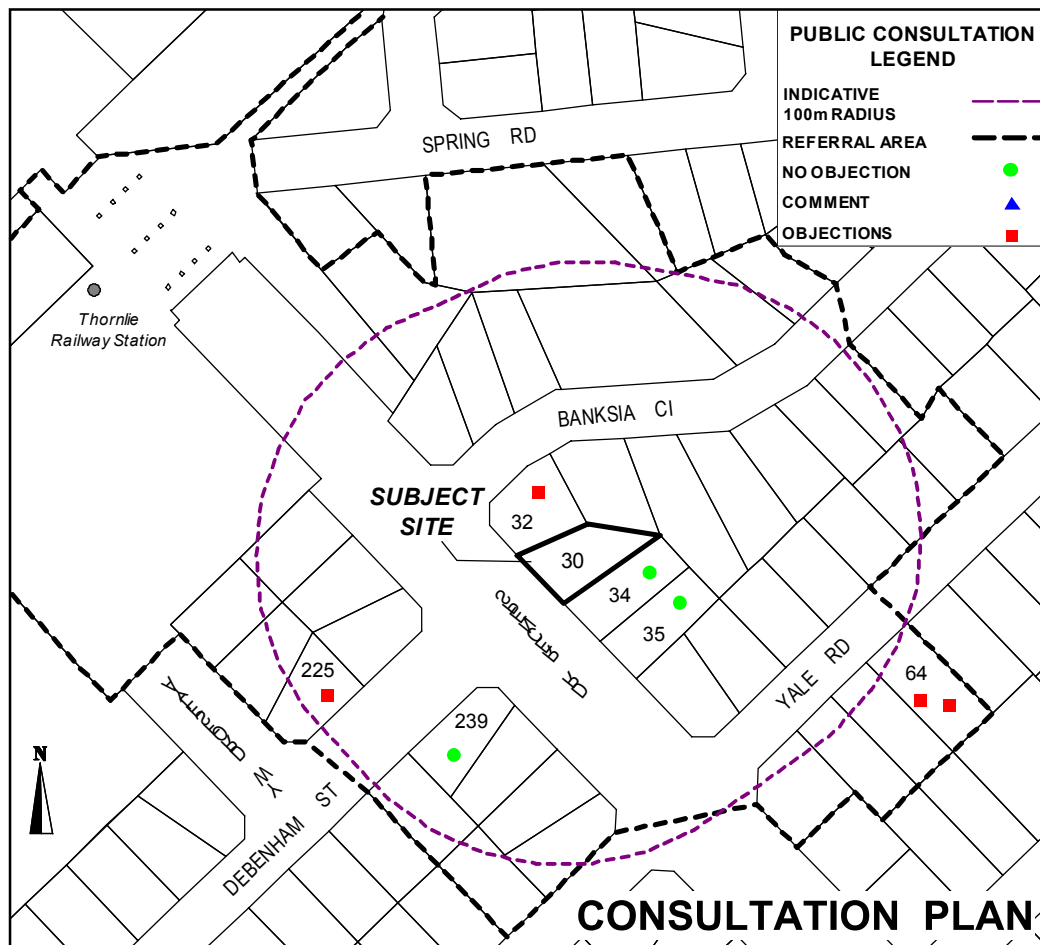 PUBLIC CONSULTATION
LEGEND
INDICATIVE
100m RADIUS
REFERRAL AREA
NO OBJECTION
COMMENT
OBJECTIONS
SPRING RD
Thornlie
Railway Station
BANKSIA CI
SUBJECT
SITE
32
30
34
35
225
239
64
YALE RD
WY
DEBENHAM ST
N
CONSULTATION PLAN